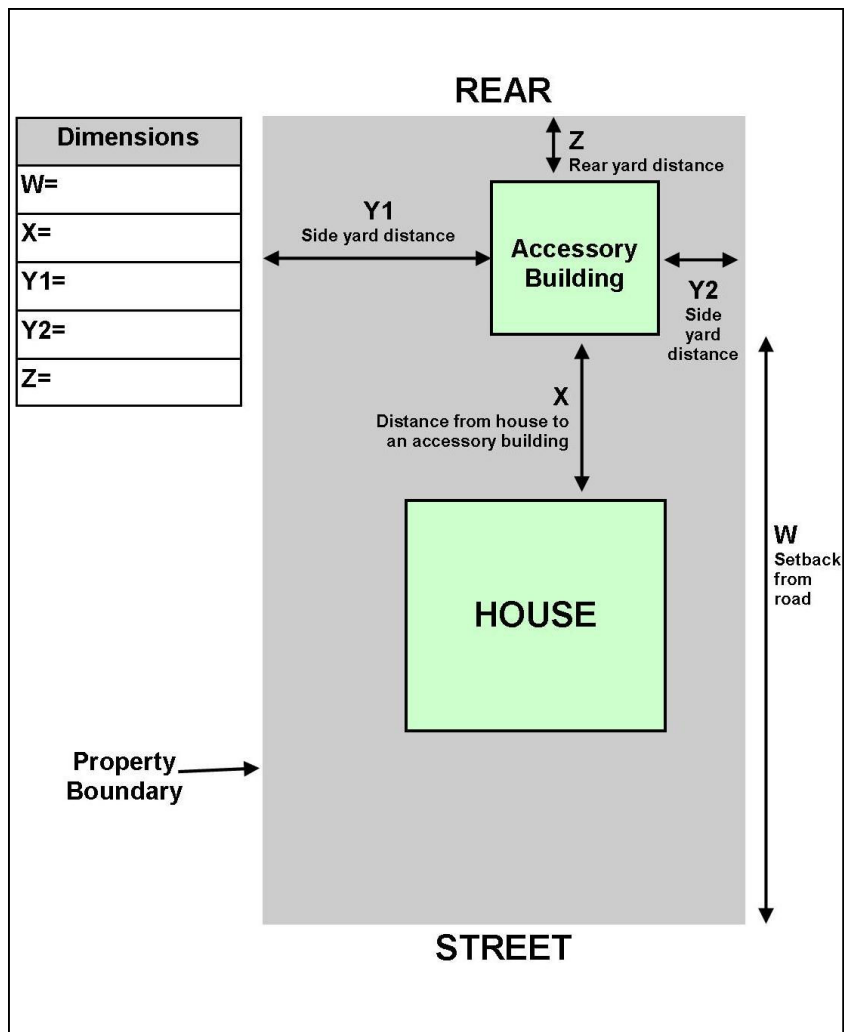 REAR
Dimensions
W=
X=
Y1=
Y2=
Z=
Z
Rear yard distance
Y1
Side yard distance
Accessory
Building
Y2
Side
yard
distance
X
Distance from house to
an accessory building
W
Setback
from
road
HOUSE
Property
Boundary
STREET